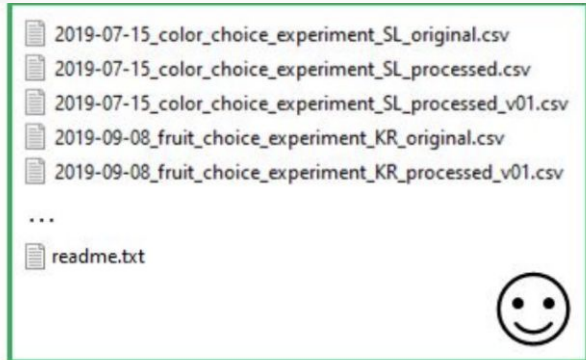 2019-07-15_color_choice_experiment_SL_original.csv
2019-07-15_color_choice_experiment_SL_processed.csv
2019-07-15_color_choice_experiment_SL_processed_v01.csv
2019-09-08_fruit_choice_experiment_KR_original.csv
2019-09-08_fruit_choice_experiment_KR_processed_v01.csv
...
readme.txt